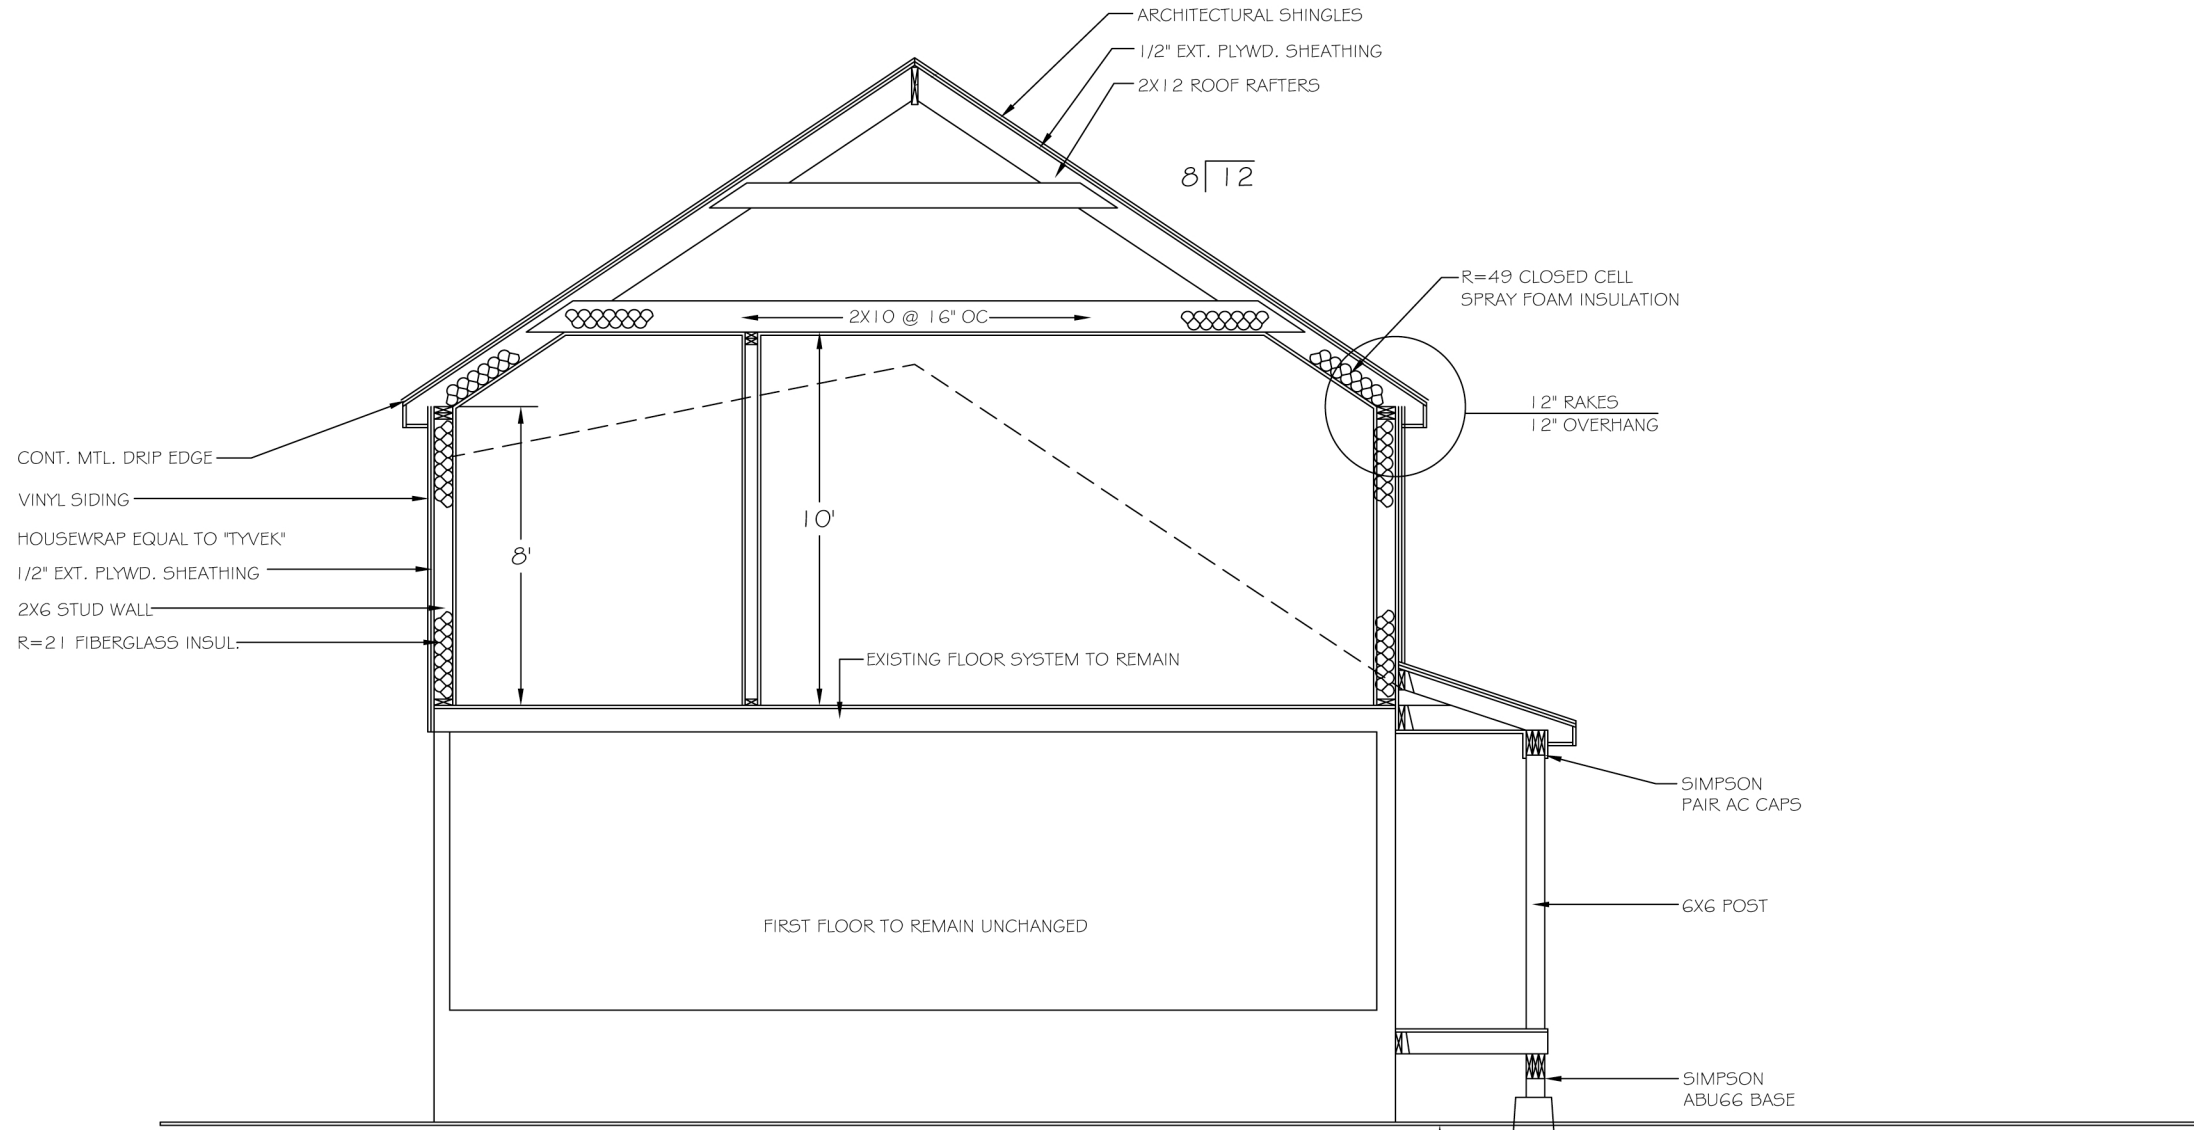 ARCHITECTURAL SHINGLES
1/2" EXT. PLYWD. SHEATHING
2X12 ROOF RAFTERS
8 12
R=49 CLOSED CELL
SPRAY FOAM INSULATION
2X10 @ 16" OC
12" RAKES
12" OVERHANG
CONT. MTL. DRIP EDGE
VINYL SIDING
HOUSEWRAP EQUAL TO "TYVEK"
1/2" EXT. PLYWD. SHEATHING
2X6 STUD WALL
R=21 FIBERGLASS INSUL.
8'
10'
EXISTING FLOOR SYSTEM TO REMAIN
SIMPSON
PAIR AC CAPS
6X6 POST
FIRST FLOOR TO REMAIN UNCHANGED
SIMPSON
ABU66 BASE